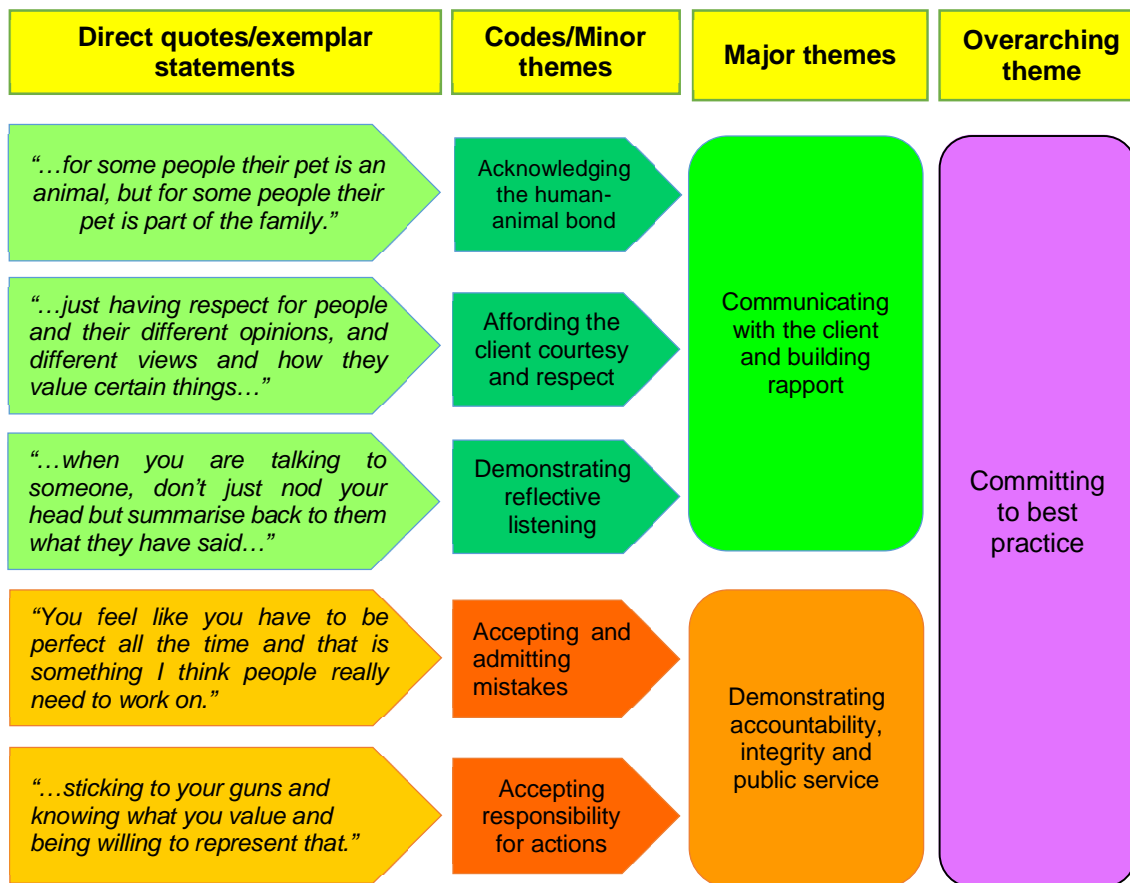 Direct quotes/exemplar
statements
Codes/Minor
themes
Major themes
Overarching
theme
“…for some people their pet is an
animal, but for some people their
pet is part of the family.”
Acknowledging
the human-
animal bond
“…just having respect for people
and their different opinions, and
different views and how they
value certain things…”
Affording the
client courtesy
and respect
“…when you are talking to
someone, don’t just nod your
head but summarise back to them
what they have said…”
Demonstrating
reflective
listening
Communicating
with the client
and building
rapport
“You feel like you have to be
perfect all the time and that is
something I think people really
need to work on.”
Accepting and
admitting
mistakes
“…sticking to your guns and
knowing what you value and
being willing to represent that.”
Accepting
responsibility
for actions
Demonstrating
accountability,
integrity and
public service
Committing
to best
practice